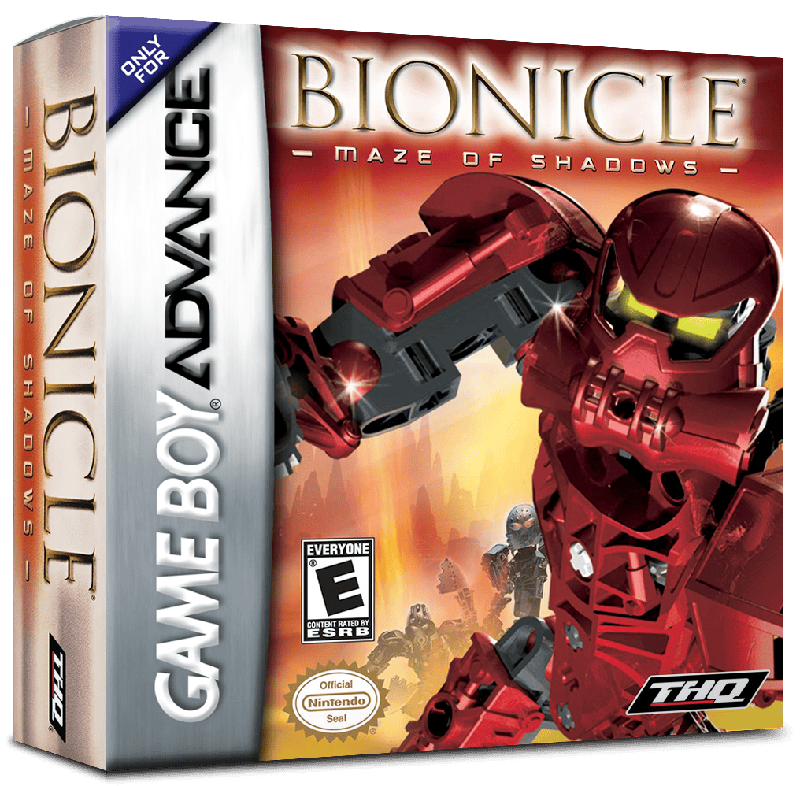 BIONICLE
– MAZE OF SHADOWS –
THQ
ONLY
FOR
GAME BOY ADVANCE
BIONICLE
– MAZE OF SHADOWS –
EVERYONE
E
CONTENT RATED BY
ESRB
Official
Nintendo
Seal
THQ